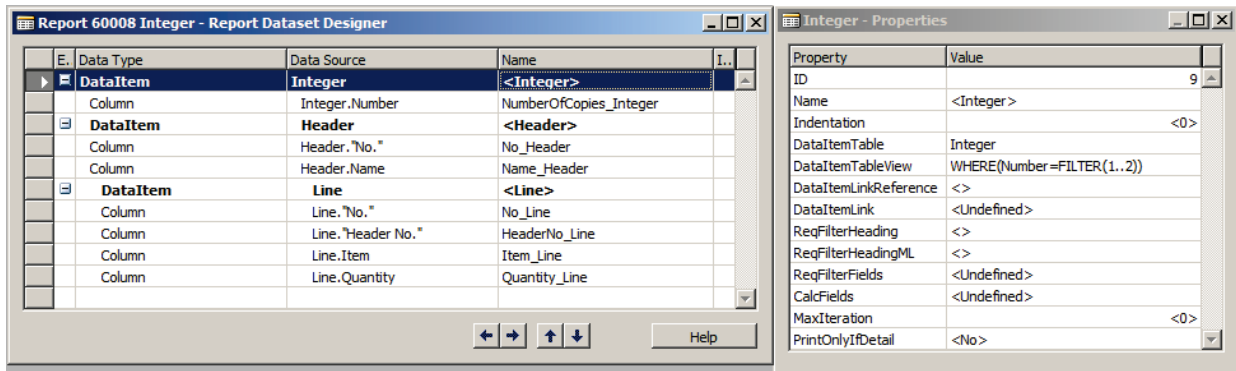 Report 60008 Integer - Report Dataset Designer
E. Data Type Data Source Name I..
DataItem Integer <Integer>
Column Integer.Number NumberOfCopies_Integer
DataItem Header <Header>
Column Header."No." No_Header
Column Header.Name Name_Header
DataItem Line <Line>
Column Line."No." No_Line
Column Line."Header No." HeaderNo_Line
Column Line.Item Item_Line
Column Line.Quantity Quantity_Line
Help
Integer - Properties
Property Value
ID 9
Name <Integer>
Indentation <0>
DataItemTable Integer
DataItemTableView WHERE(Number=FILTER(1..2))
DataItemLinkReference <>
DataItemLink <Undefined>
ReqFilterHeading <>
ReqFilterHeadingML <>
ReqFilterFields <Undefined>
CalcFields <Undefined>
MaxIteration <0>
PrintOnlyIfDetail <No>